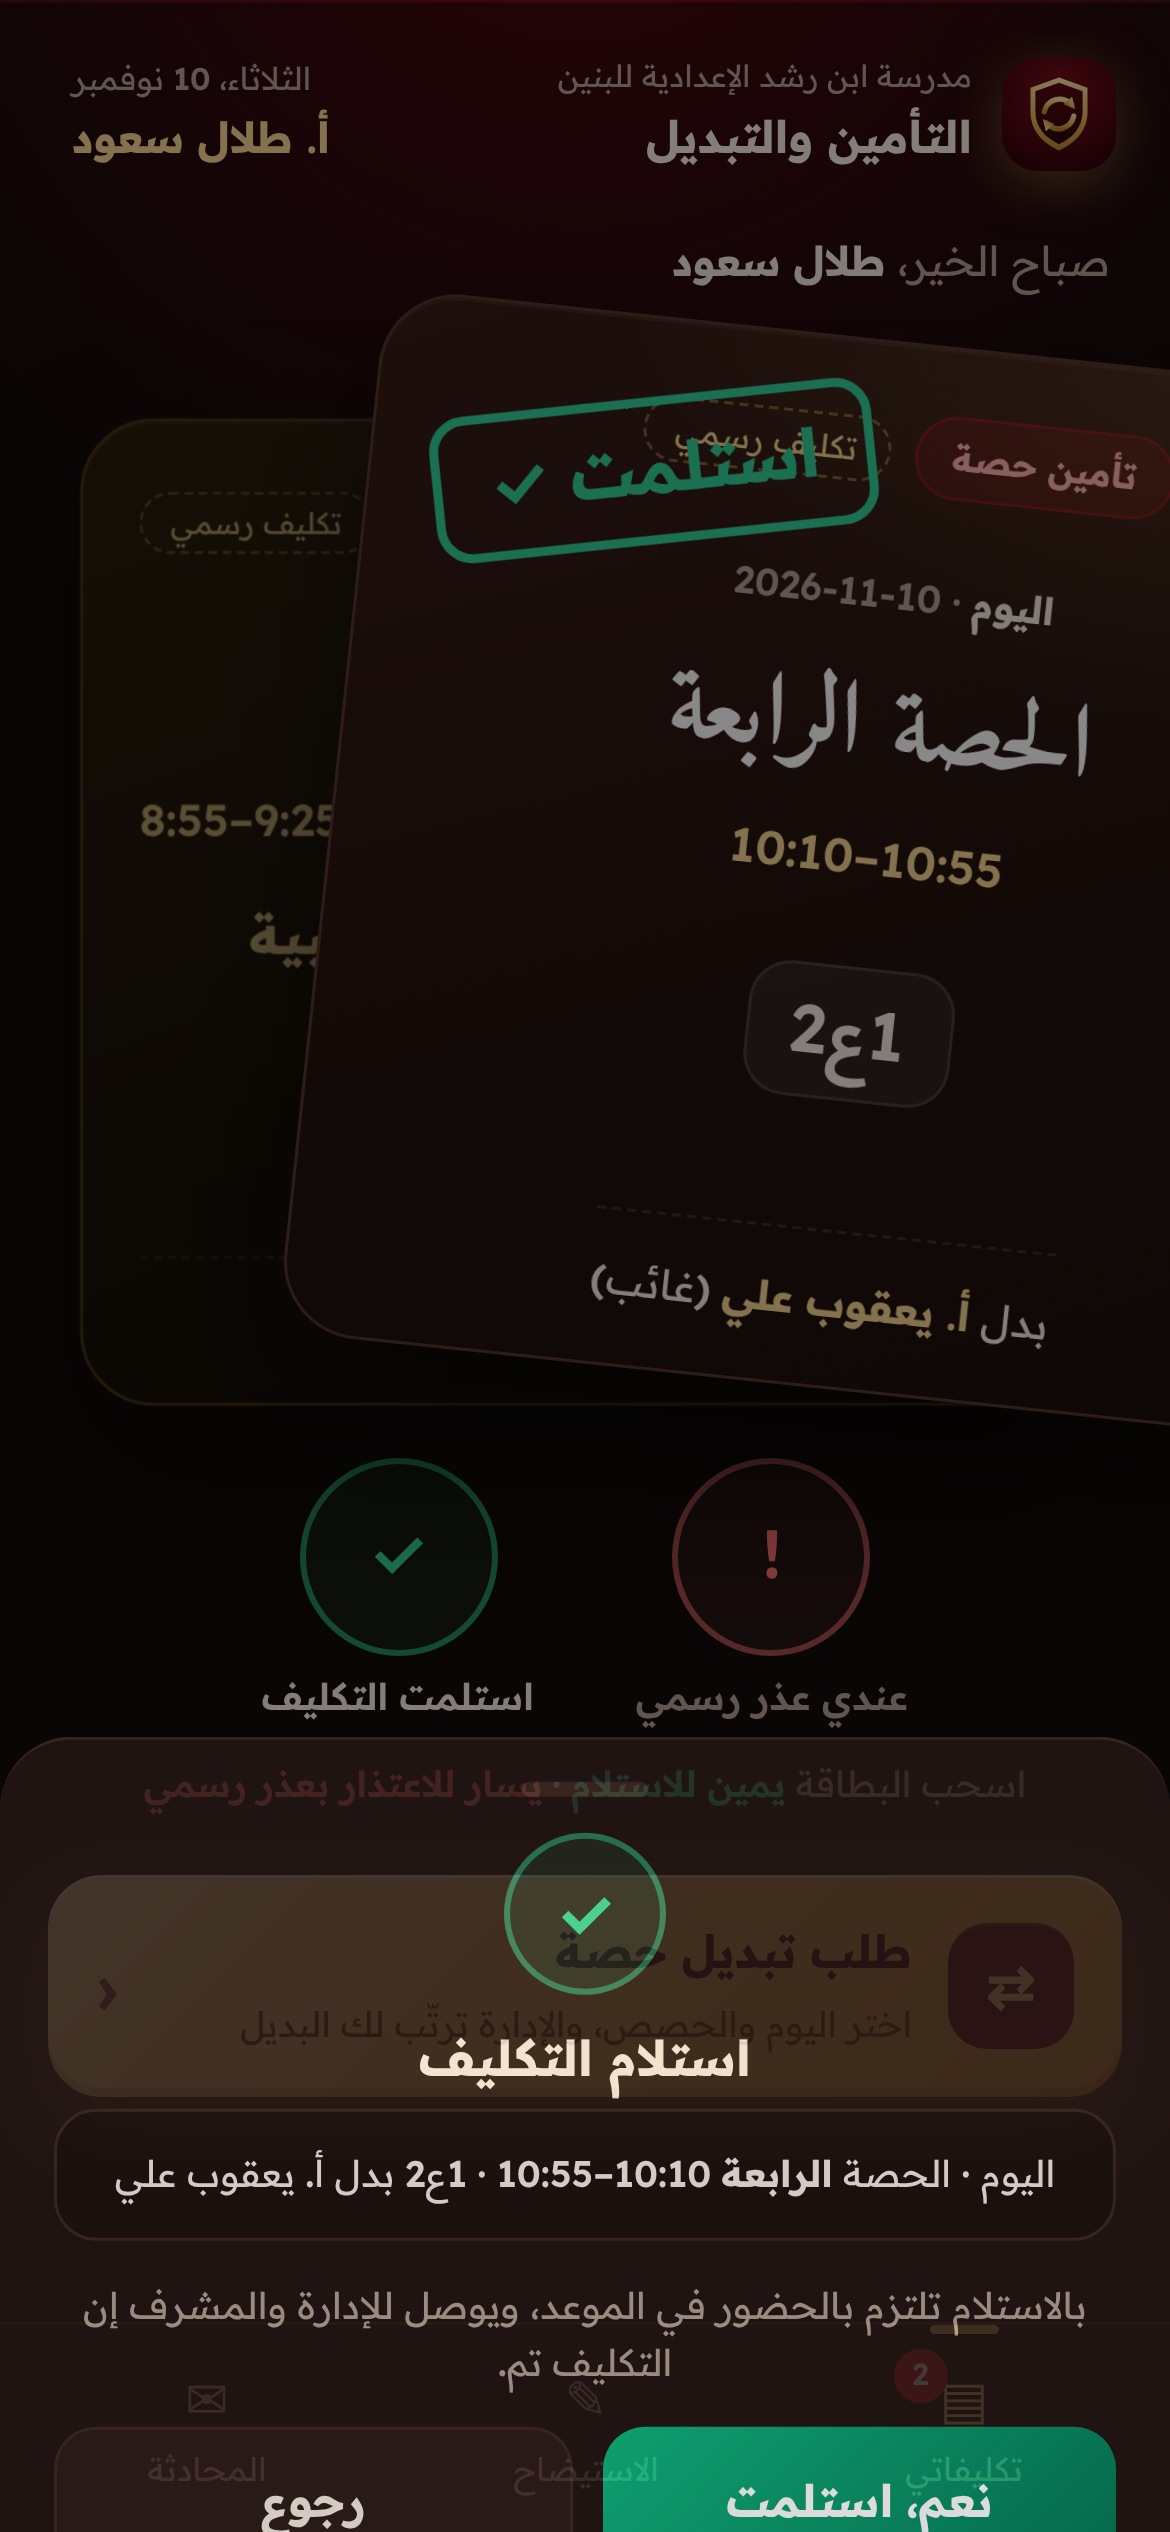 مدرسة ابن رشد الإعدادية للبنين
التأمين والتبديل
الثلاثاء، 10 نوفمبر
أ. طلال سعود
صباح الخير، طلال سعود
تأمين حصة
تكليف رسمي
استلمت ✓
تكليف رسمي
اليوم · 2026-11-10
الحصة الرابعة
10:10–10:55
8:55–9:25
1ع2
بدل أ. يعقوب علي (غائب)
!
✓
عندي عذر رسمي
استلمت التكليف
اسحب البطاقة يمين للاستلام · يسار للاعتذار بعذر رسمي
طلب تبديل حصة
اختر اليوم والحصص، والإدارة ترتّب لك البديل
استلام التكليف
اليوم · الحصة الرابعة 10:10–10:55 · 1ع2 بدل أ. يعقوب علي
بالاستلام تلتزم بالحضور في الموعد، ويوصل للإدارة والمشرف إن
التكليف تم.
2
تكليفاتي
الاستيضاح
المحادثة
نعم، استلمت
رجوع